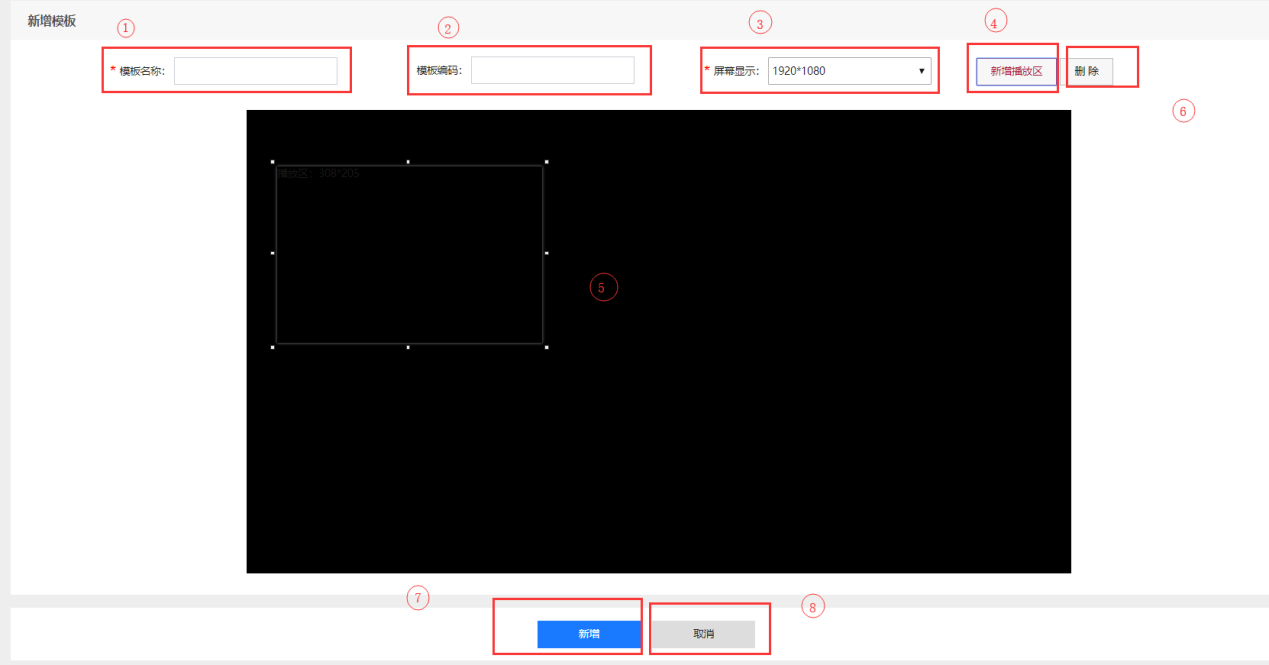 新增模板
① ② ③ ④
* 模板名称: 模板编码: * 屏幕显示: 1920*1080 ▼ 新增播放区 删 除
⑥
播放区：308*205
⑤
⑦ ⑧
新增 取消